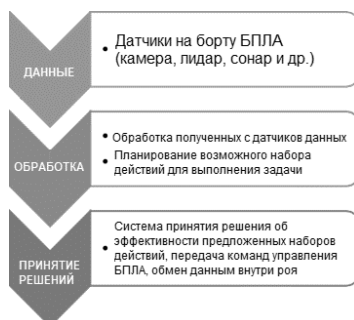 ДАННЫЕ
• Датчики на борту БПЛА
(камера, лидар, сонар и др.)
ОБРАБОТКА
• Обработка полученных с датчиков данных
• Планирование возможного набора
действий для выполнения задачи
ПРИНЯТИЕ
РЕШЕНИЙ
• Система принятия решения об
эффективности предложенных наборов
действий, передача команд управления
БПЛА, обмен данным внутри роя